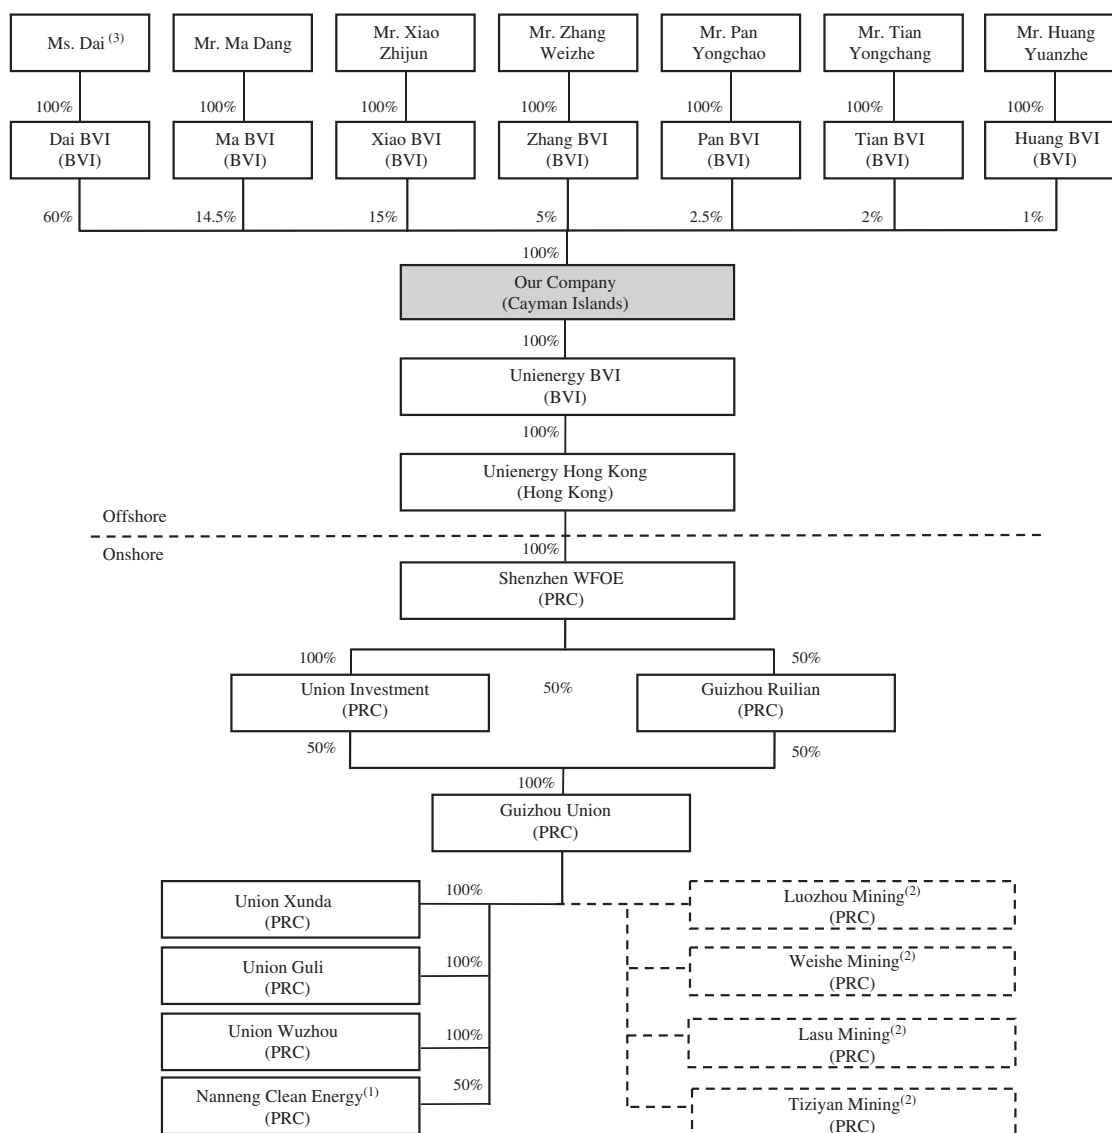 Ms. Dai (3)
Mr. Ma Dang
Mr. Xiao
Zhijun
Mr. Zhang
Weizhe
Mr. Pan
Yongchao
Mr. Tian
Yongchang
Mr. Huang
Yuanzhe
100%
100%
100%
100%
100%
100%
100%
Dai BVI
(BVI)
Ma BVI
(BVI)
Xiao BVI
(BVI)
Zhang BVI
(BVI)
Pan BVI
(BVI)
Tian BVI
(BVI)
Huang BVI
(BVI)
60%
14.5%
15%
5%
2.5%
2%
1%
100%
Our Company
(Cayman Islands)
100%
Unienergy BVI
(BVI)
100%
Unienergy Hong Kong
(Hong Kong)
Offshore
Onshore
100%
Shenzhen WFOE
(PRC)
100%
50%
Union Investment
(PRC)
50%
Guizhou Ruilian
(PRC)
50%
50%
100%
Guizhou Union
(PRC)
100%
Union Xunda
(PRC)
Luozhou Mining(2)
(PRC)
100%
Union Guli
(PRC)
Weishe Mining(2)
(PRC)
100%
Union Wuzhou
(PRC)
Lasu Mining(2)
(PRC)
50%
Nanneng Clean Energy(1)
(PRC)
Tiziyan Mining(2)
(PRC)